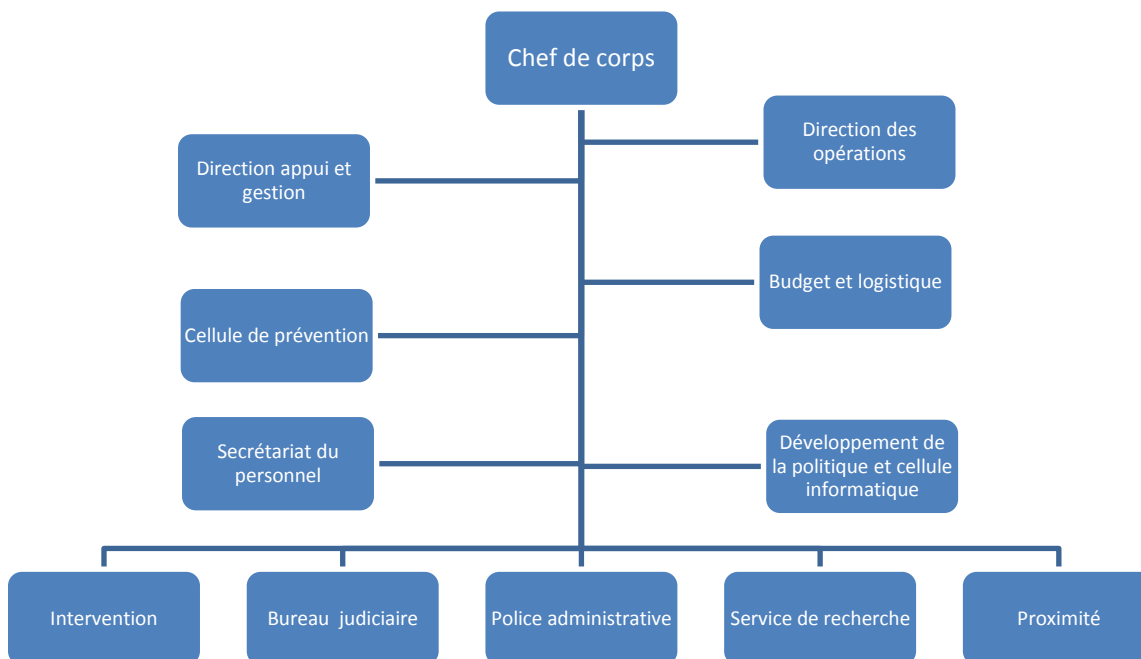 Chef de corps
Direction des
opérations
Direction appui et
gestion
Budget et logistique
Cellule de prévention
Secrétariat du
personnel
Développement de
la politique et cellule
informatique
Intervention
Bureau  judiciaire
Police administrative
Service de recherche
Proximité